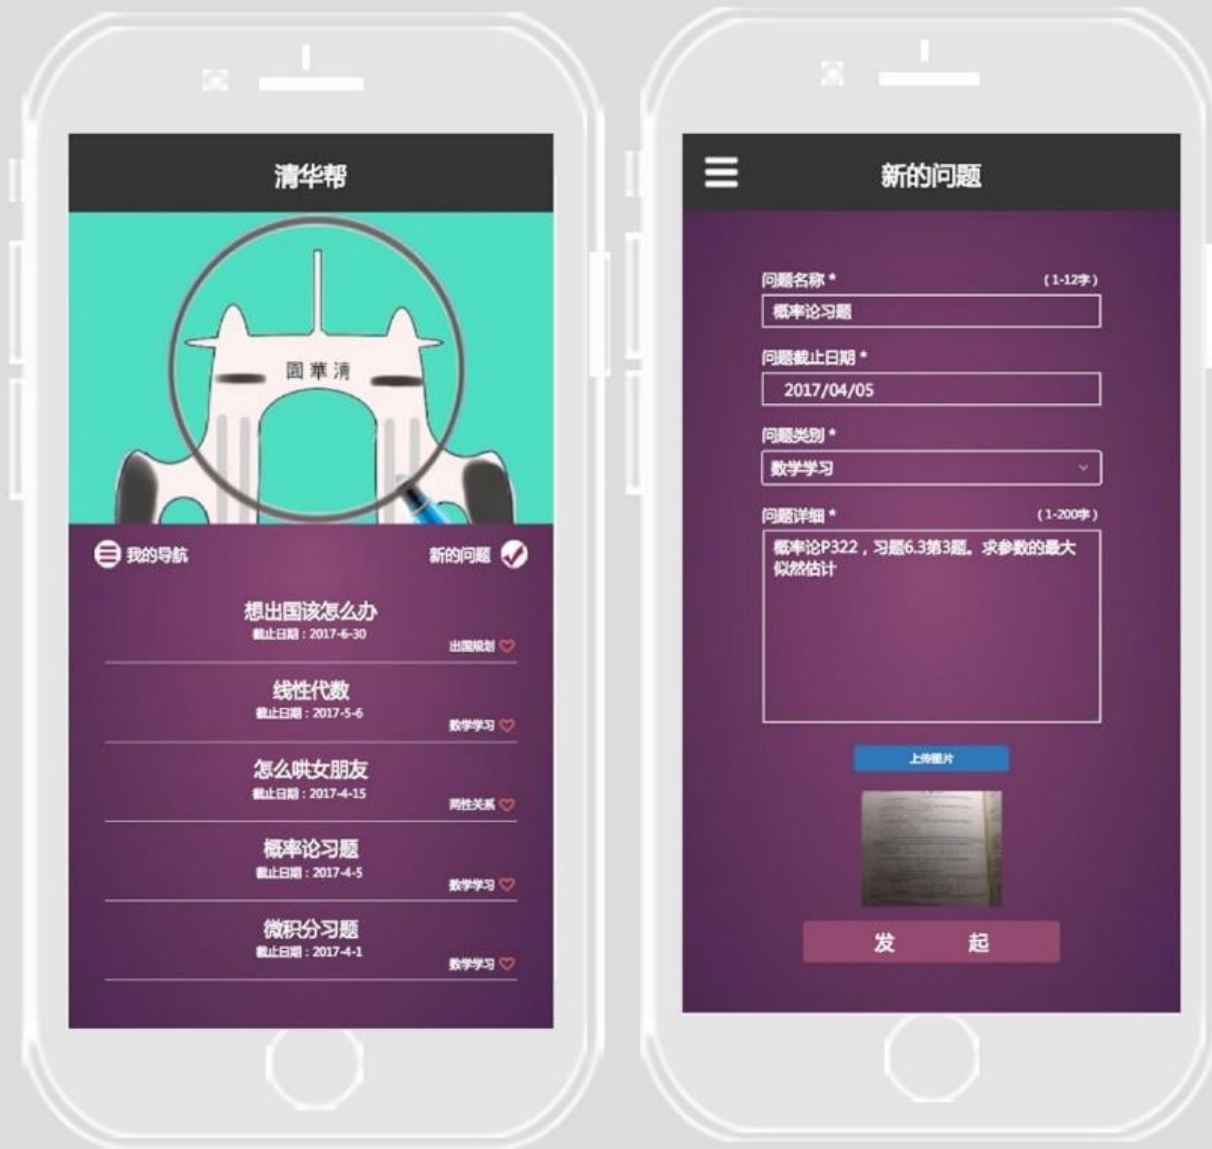 清华帮
園華清
我的导航
新的问题
想出国该怎么办
截止日期：2017-6-30
出国规划
线性代数
截止日期：2017-5-6
数学学习
怎么哄女朋友
截止日期：2017-4-15
两性关系
概率论习题
截止日期：2017-4-5
数学学习
微积分习题
截止日期：2017-4-1
数学学习
新的问题
问题名称 * （1-12字）
概率论习题
问题截止日期 *
2017/04/05
问题类别 *
数学学习
问题详细 * （1-200字）
概率论P322，习题6.3第3题。求参数的最大
似然估计
上传图片
发 起